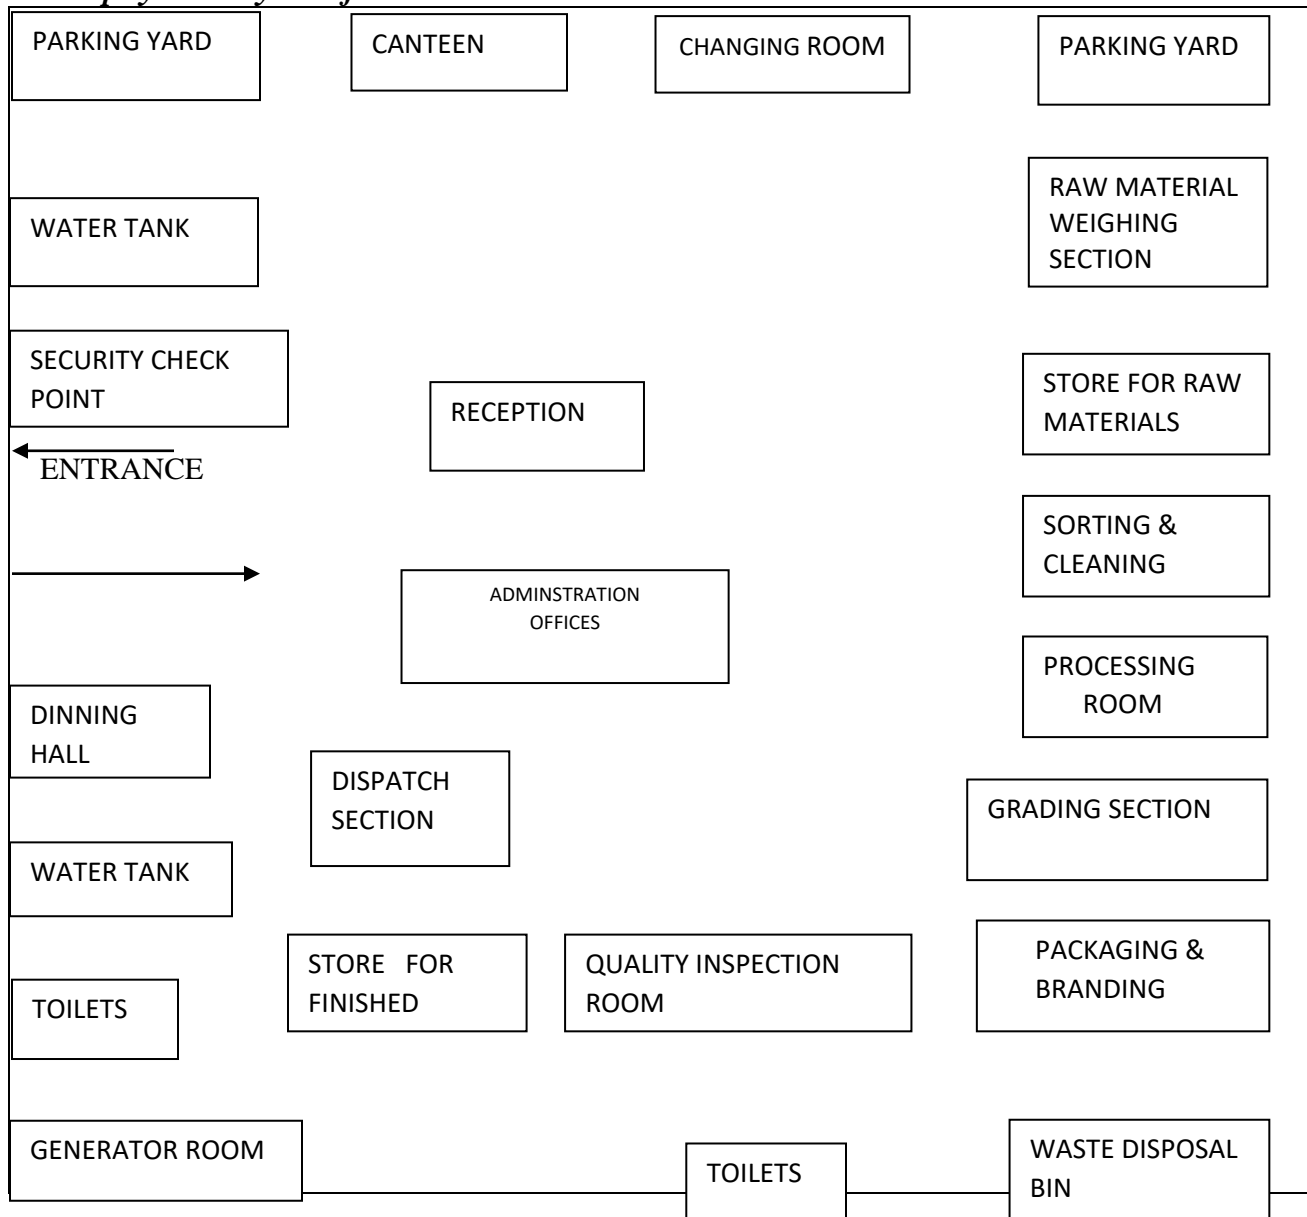 PARKING YARD
CANTEEN
CHANGING ROOM
PARKING YARD
WATER TANK
RAW MATERIAL
WEIGHING
SECTION
SECURITY CHECK
POINT
RECEPTION
STORE FOR RAW
MATERIALS
ENTRANCE
SORTING &
CLEANING
ADMINSTRATION
OFFICES
PROCESSING
ROOM
DINNING
HALL
DISPATCH
SECTION
GRADING SECTION
WATER TANK
STORE FOR
FINISHED
QUALITY INSPECTION
ROOM
PACKAGING &
BRANDING
TOILETS
GENERATOR ROOM
TOILETS
WASTE DISPOSAL
BIN